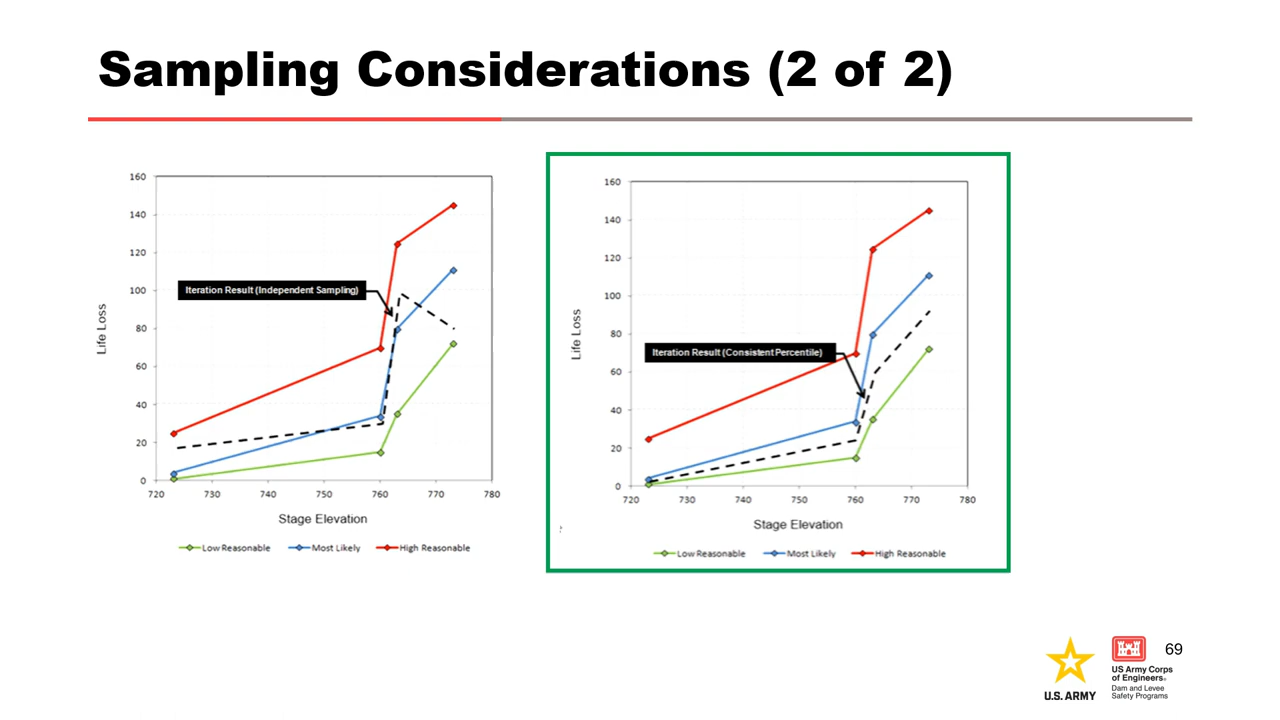 Sampling Considerations (2 of 2)
160
140
120
100
80
60
40
20
0
Life Loss
Iteration Result (Independent Sampling)
720 730 740 750 760 770 780
Stage Elevation
Low Reasonable Most Likely High Reasonable
160
140
120
100
80
60
40
20
0
Life Loss
Iteration Result (Consistent Percentile)
720 730 740 750 760 770 780
Stage Elevation
Low Reasonable Most Likely High Reasonable
U.S. ARMY
US Army Corps
of Engineers®
Dam and Levee
Safety Programs
69